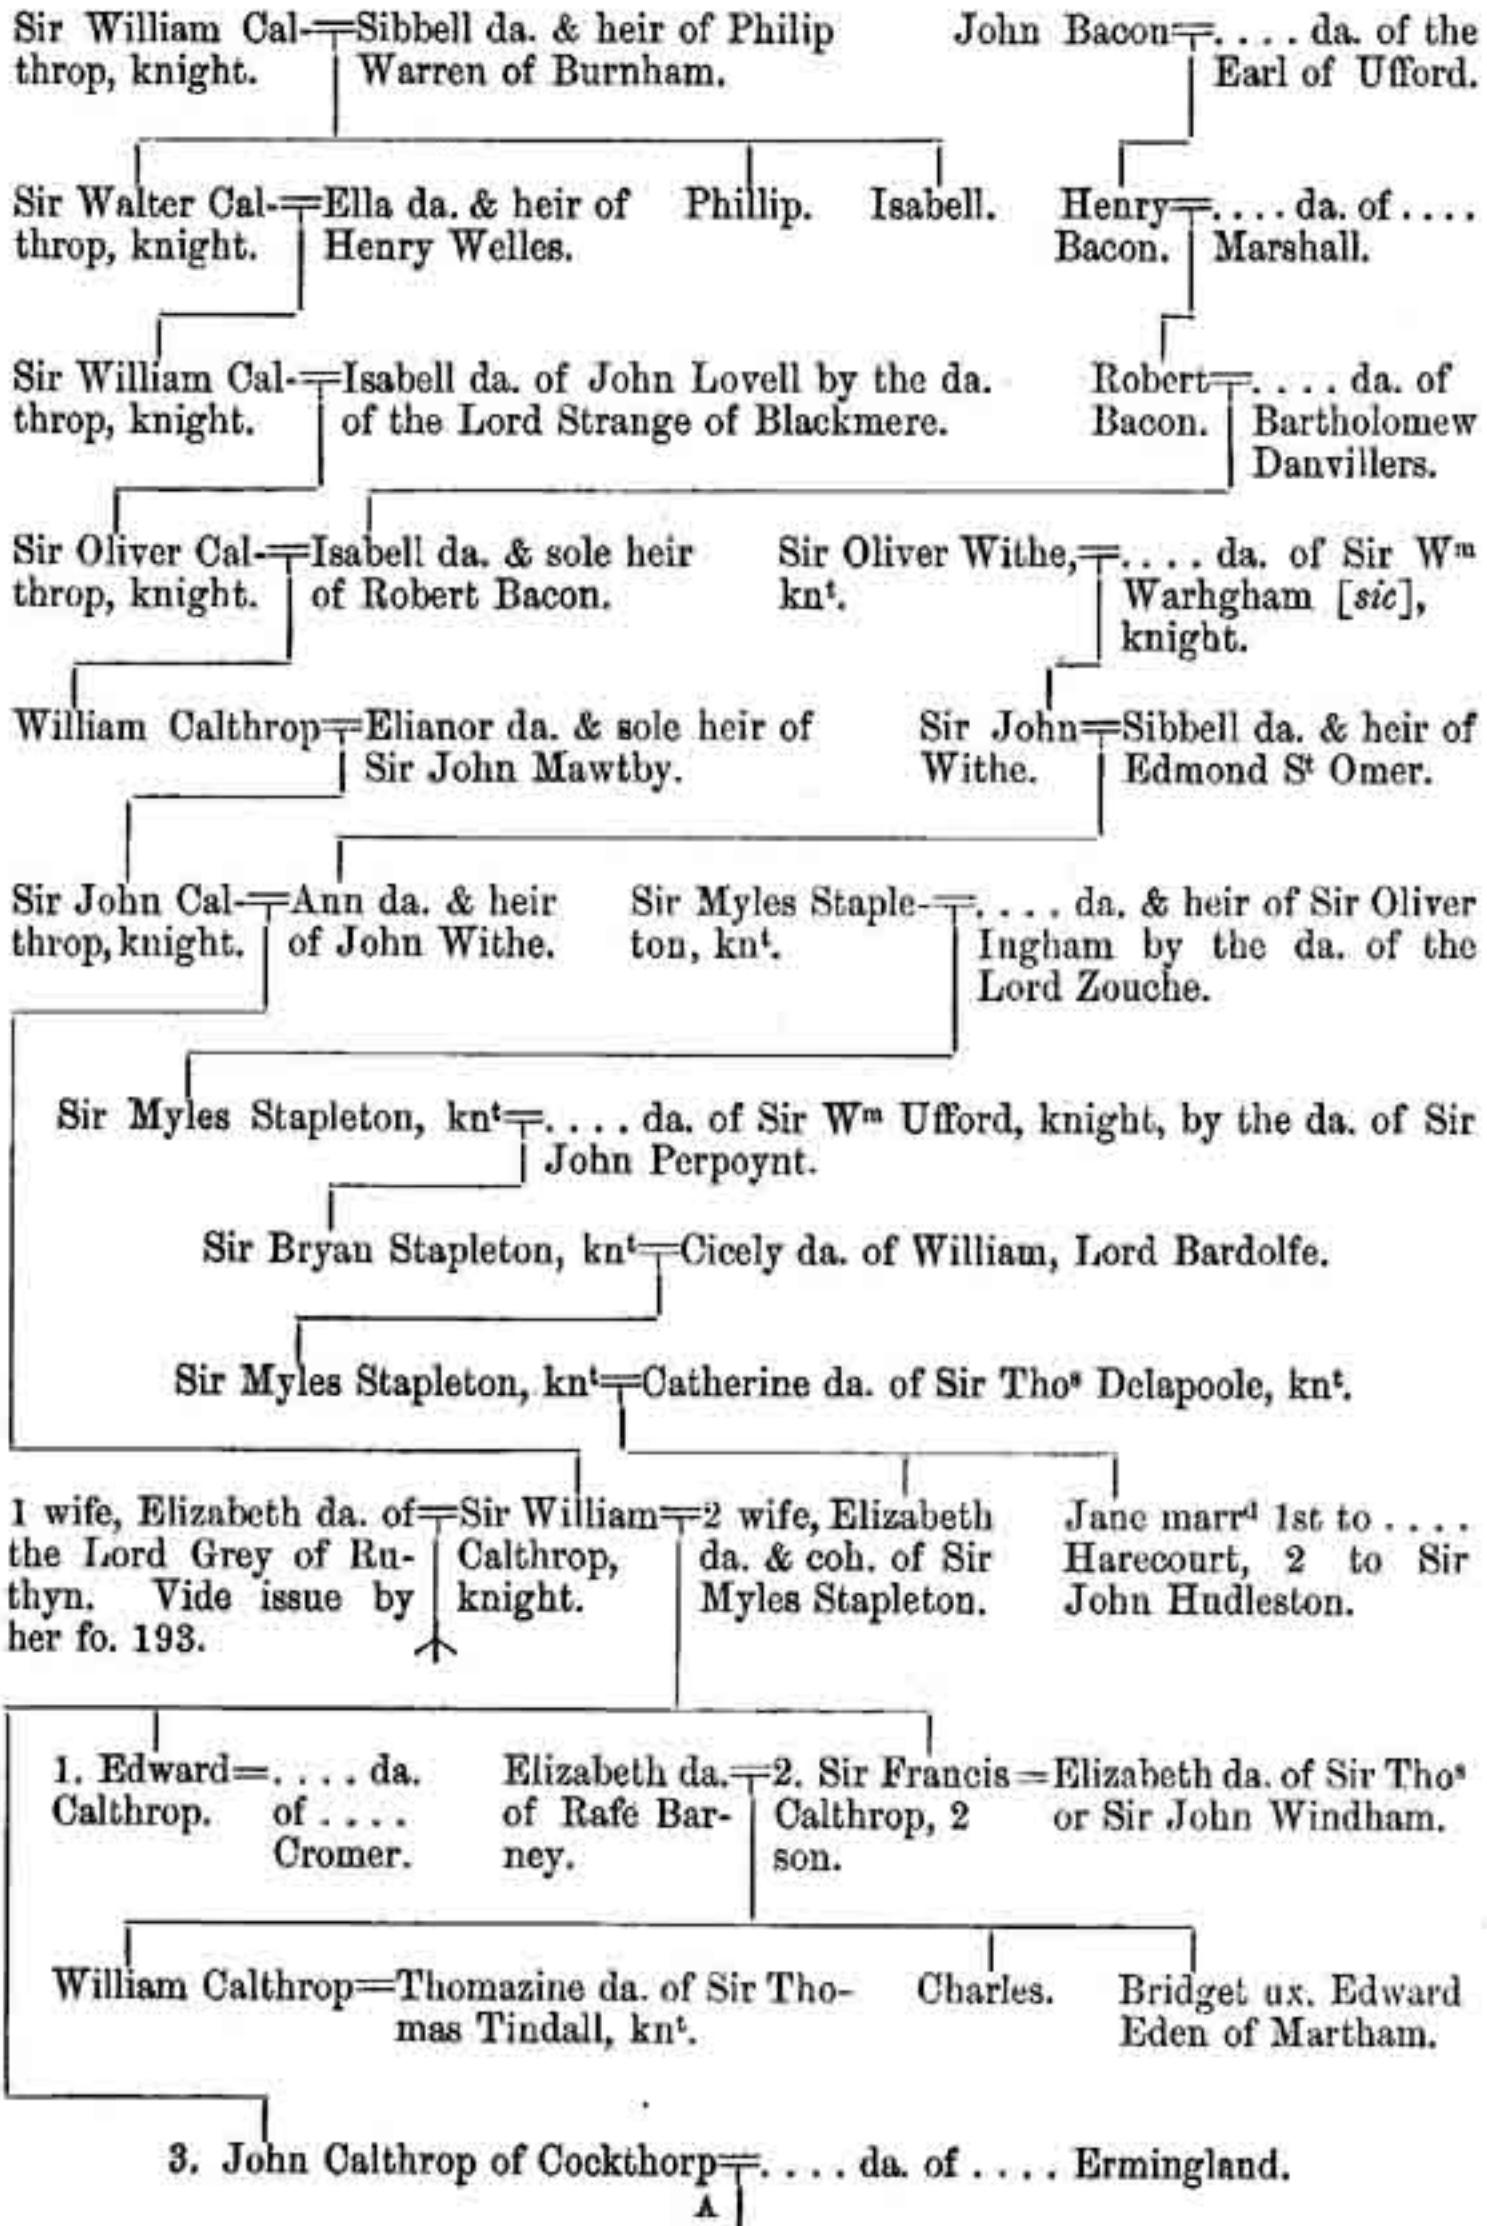 Sir William Cal-=Sibbell da. & heir of Philip
throp, knight. Warren of Burnham.
John Bacon=. . . . da. of the
Earl of Ufford.
Sir Walter Cal-=Ella da. & heir of
throp, knight. Henry Welles.
Phillip.
Isabell.
Henry=. . . . da. of . . . .
Bacon. Marshall.
Sir William Cal-=Isabell da. of John Lovell by the da.
throp, knight. of the Lord Strange of Blackmere.
Robert=. . . . da. of
Bacon. Bartholomew
Danvillers.
Sir Oliver Cal-=Isabell da. & sole heir
throp, knight. of Robert Bacon.
Sir Oliver Withe,=. . . . da. of Sir Wᵐ
knᵗ. Warhgham [sic],
knight.
William Calthrop=Elianor da. & sole heir of
Sir John Mawtby.
Sir John=Sibbell da. & heir of
Withe. Edmond Sᵗ Omer.
Sir John Cal-=Ann da. & heir
throp, knight. of John Withe.
Sir Myles Staple-=. . . . da. & heir of Sir Oliver
ton, knᵗ. Ingham by the da. of the
Lord Zouche.
Sir Myles Stapleton, knᵗ=. . . . da. of Sir Wᵐ Ufford, knight, by the da. of Sir
John Perpoynt.
Sir Bryan Stapleton, knᵗ=Cicely da. of William, Lord Bardolfe.
Sir Myles Stapleton, knᵗ=Catherine da. of Sir Thoˢ Delapoole, knᵗ.
1 wife, Elizabeth da. of=Sir William=2 wife, Elizabeth
the Lord Grey of Ru- Calthrop, da. & coh. of Sir
thyn. Vide issue by knight. Myles Stapleton.
her fo. 193.
Jane marrᵈ 1st to . . . .
Harecourt, 2 to Sir
John Hudleston.
1. Edward=. . . . da.
Calthrop. of . . . .
Cromer.
Elizabeth da.=2. Sir Francis=Elizabeth da. of Sir Thoˢ
of Rafe Bar- Calthrop, 2 or Sir John Windham.
ney. son.
William Calthrop=Thomazine da. of Sir Tho-
mas Tindall, knᵗ.
Charles.
Bridget ux. Edward
Eden of Martham.
3. John Calthrop of Cockthorp=. . . . da. of . . . . Ermingland.
A